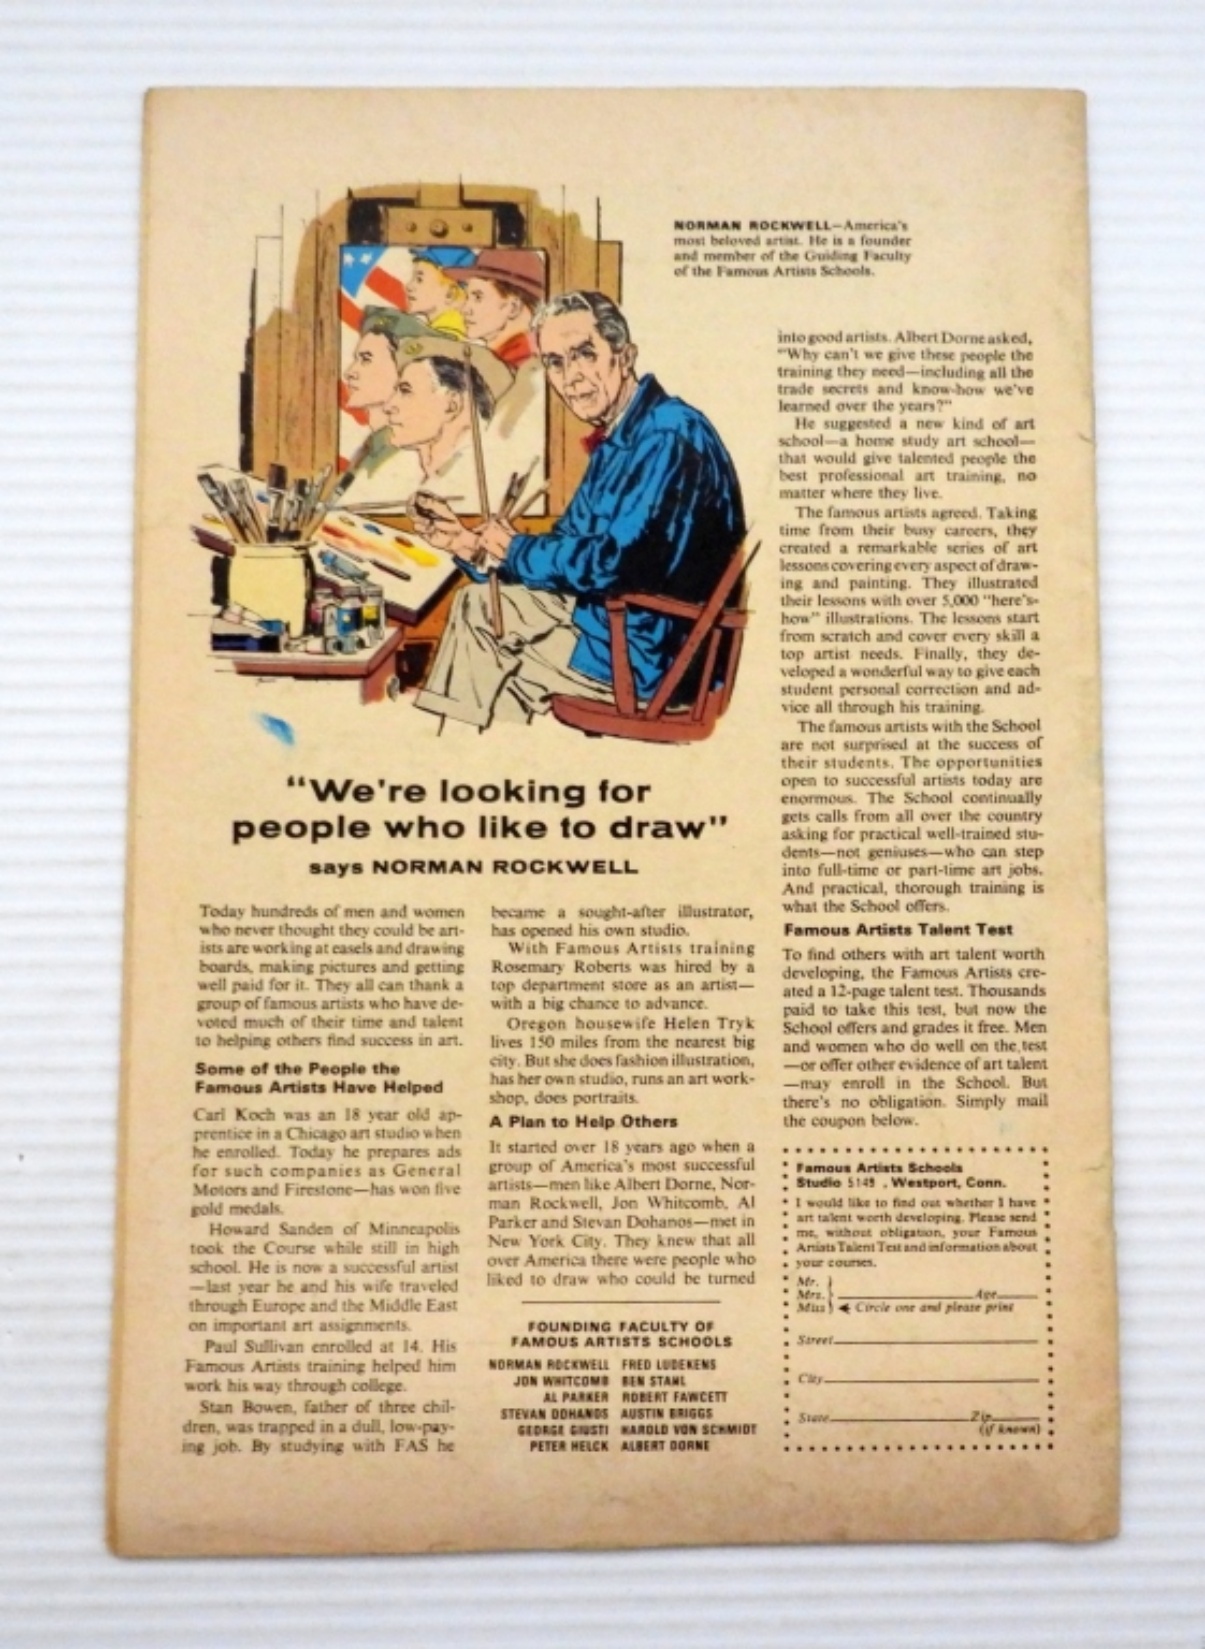 NORMAN ROCKWELL—America's
most beloved artist. He is a founder
and member of the Guiding Faculty
of the Famous Artists Schools.
"We're looking for
people who like to draw"
says NORMAN ROCKWELL
Today hundreds of men and women
who never thought they could be art-
ists are working at easels and drawing
boards, making pictures and getting
well paid for it. They all can thank a
group of famous artists who have de-
voted much of their time and talent
to helping others find success in art.
Some of the People the
Famous Artists Have Helped
Carl Koch was an 18 year old ap-
prentice in a Chicago art studio when
he enrolled. Today he prepares ads
for such companies as General
Motors and Firestone—has won five
gold medals.
Howard Sanden of Minneapolis
took the Course while still in high
school. He is now a successful artist
—last year he and his wife traveled
through Europe and the Middle East
on important art assignments.
Paul Sullivan enrolled at 14. His
Famous Artists training helped him
work his way through college.
Stan Bowen, father of three chil-
dren, was trapped in a dull, low-pay-
ing job. By studying with FAS he
became a sought-after illustrator,
has opened his own studio.
With Famous Artists training
Rosemary Roberts was hired by a
top department store as an artist—
with a big chance to advance.
Oregon housewife Helen Tryk
lives 150 miles from the nearest big
city. But she does fashion illustration,
has her own studio, runs an art work-
shop, does portraits.
A Plan to Help Others
It started over 18 years ago when a
group of America's most successful
artists—men like Albert Dorne, Nor-
man Rockwell, Jon Whitcomb, Al
Parker and Stevan Dohanos—met in
New York City. They knew that all
over America there were people who
liked to draw who could be turned
FOUNDING FACULTY OF
FAMOUS ARTISTS SCHOOLS
NORMAN ROCKWELL FRED LUDEKENS
JON WHITCOMB BEN STAHL
AL PARKER ROBERT FAWCETT
STEVAN DOHANOS AUSTIN BRIGGS
GEORGE GIUSTI HAROLD VON SCHMIDT
PETER HELCK ALBERT DORNE
into good artists. Albert Dorne asked,
"Why can't we give these people the
training they need—including all the
trade secrets and know-how we've
learned over the years?"
He suggested a new kind of art
school—a home study art school—
that would give talented people the
best professional art training, no
matter where they live.
The famous artists agreed. Taking
time from their busy careers, they
created a remarkable series of art
lessons covering every aspect of draw-
ing and painting. They illustrated
their lessons with over 5,000 "here's-
how" illustrations. The lessons start
from scratch and cover every skill a
top artist needs. Finally, they de-
veloped a wonderful way to give each
student personal correction and ad-
vice all through his training.
The famous artists with the School
are not surprised at the success of
their students. The opportunities
open to successful artists today are
enormous. The School continually
gets calls from all over the country
asking for practical well-trained stu-
dents—not geniuses—who can step
into full-time or part-time art jobs.
And practical, thorough training is
what the School offers.
Famous Artists Talent Test
To find others with art talent worth
developing, the Famous Artists cre-
ated a 12-page talent test. Thousands
paid to take this test, but now the
School offers and grades it free. Men
and women who do well on the test
—or offer other evidence of art talent
—may enroll in the School. But
there's no obligation. Simply mail
the coupon below.
Famous Artists Schools
Studio 5149 , Westport, Conn.
I would like to find out whether I have
art talent worth developing. Please send
me, without obligation, your Famous
Artists Talent Test and information about
your courses.
Mr.
Mrs. Age
Miss Circle one and please print
Street
City
State Zip
(if known)